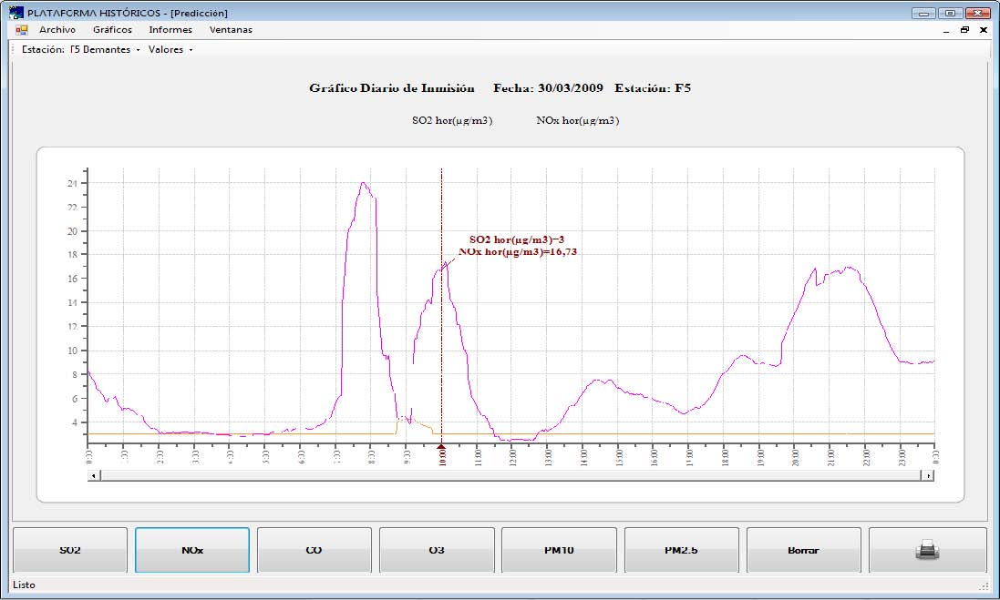 PLATAFORMA HISTÓRICOS - [Predicción]
Archivo Gráficos Informes Ventanas
Estación: F5 Bemantes Valores
Gráfico Diario de Inmisión Fecha: 30/03/2009 Estación: F5
SO2 hor(µg/m3) NOx hor(µg/m3)
24
22
20
18
16
14
12
10
8
6
4
SO2 hor(µg/m3)=3
NOx hor(µg/m3)=16,73
0:00 1:00 2:00 3:00 4:00 5:00 6:00 7:00 8:00 9:00 10:00 11:00 12:00 13:00 14:00 15:00 16:00 17:00 18:00 19:00 20:00 21:00 22:00 23:00 0:00
SO2 NOx CO O3 PM10 PM2.5 Borrar
Listo